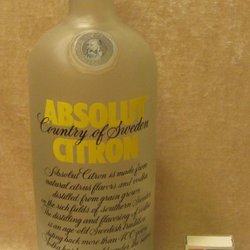 ABSOLUT
Country of Sweden
CITRON
Absolut Citron is made from
natural citrus flavors and vodka
distilled from grain grown
in the rich fields of southern Sweden.
The distilling and flavoring of vodka
is an age-old Swedish tradition
dating back more than 400 years.